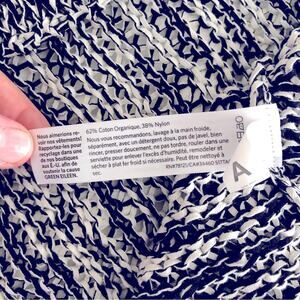 Nous aimerions re-
voir nos vêtements!
Rapportez-les pour
recyclage dans une
de nos boutiques
aux É.-U. afin de
soutenir la cause
GREEN EILEEN.
62% Coton Organique, 38% Nylon
Nous vous recommandons, lavage à la main froide,
séparément, avec un détergent doux, pas de javel, bien
rincer, presser doucement, ne pas tordre, rouler dans une
serviette pour enlever l'excès d'humidité, remodeler et
sécher à plat fer froid si nécessaire. Peut être nettoyé à
sec.
A